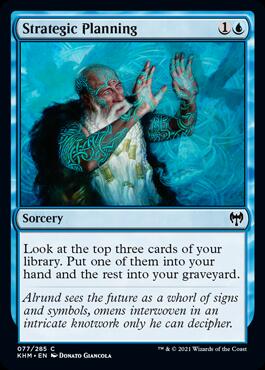 Strategic Planning 1
Sorcery
Look at the top three cards of your
library. Put one of them into your
hand and the rest into your graveyard.
Alrund sees the future as a whorl of signs
and symbols, omens interwoven in an
intricate knotwork only he can decipher.
077/285 C
KHM • EN DONATO GIANCOLA
™ & © 2021 Wizards of the Coast